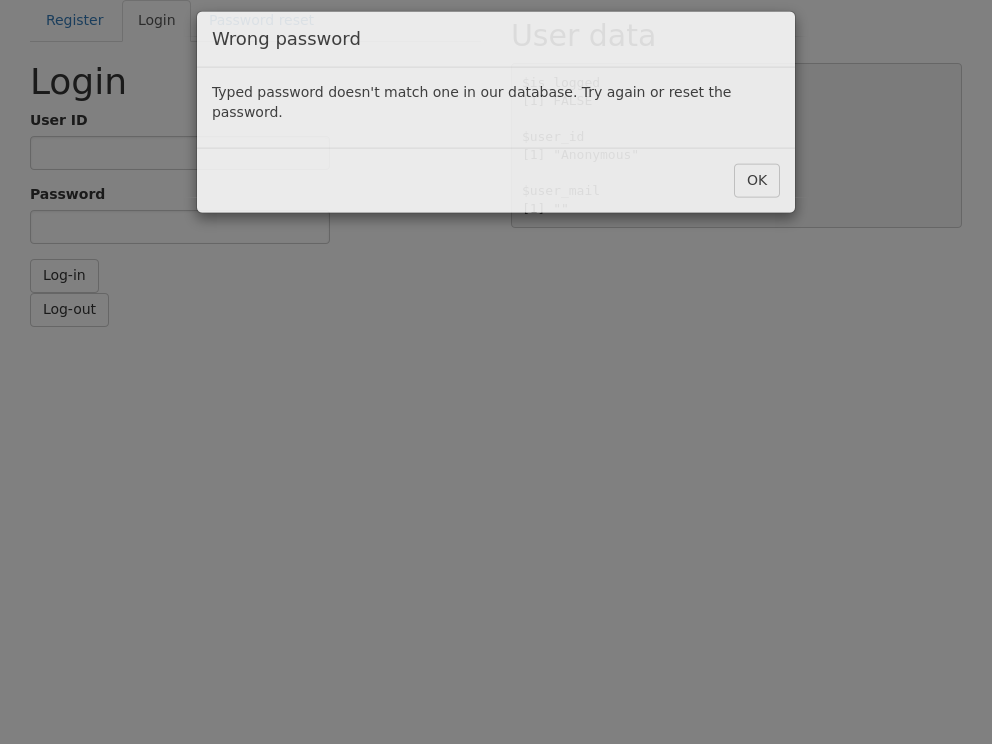 Register
Login
Password reset
Wrong password
Typed password doesn't match one in our database. Try again or reset the
password.
OK
Login
User ID
Password
Log-in
Log-out
User data
$is_logged
[1] FALSE
$user_id
[1] "Anonymous"
$user_mail
[1] ""